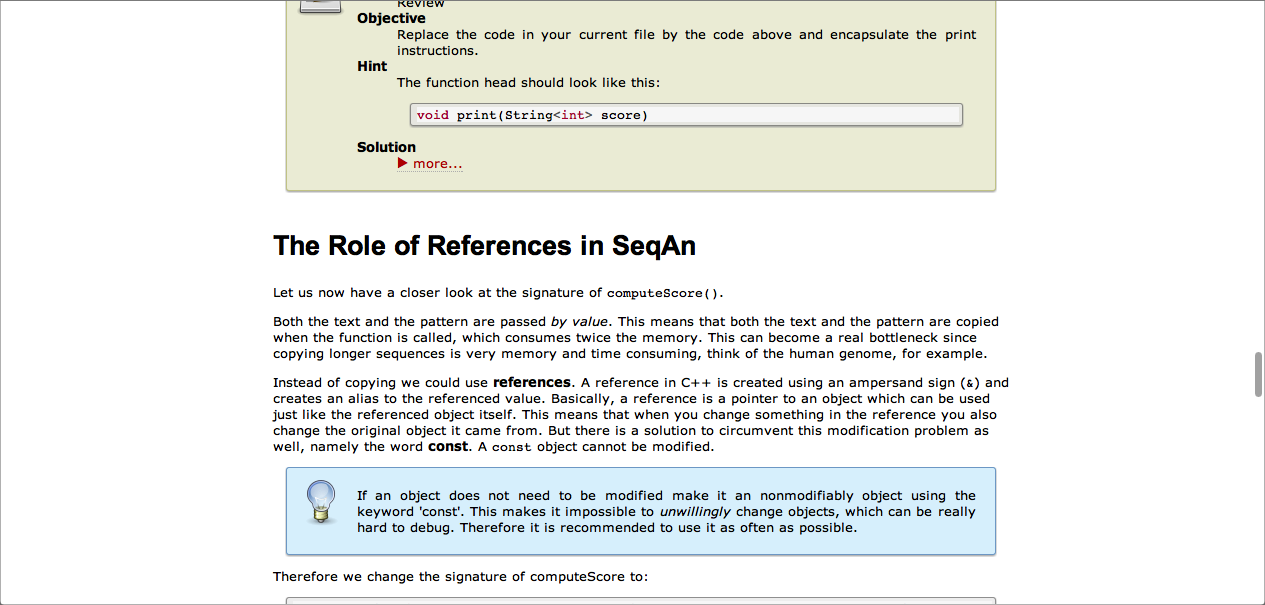 Review
Objective
Replace the code in your current file by the code above and encapsulate the print
instructions.
Hint
The function head should look like this:
void print(String<int> score)
Solution
more...
The Role of References in SeqAn
Let us now have a closer look at the signature of computeScore().
Both the text and the pattern are passed by value. This means that both the text and the pattern are copied
when the function is called, which consumes twice the memory. This can become a real bottleneck since
copying longer sequences is very memory and time consuming, think of the human genome, for example.
Instead of copying we could use references. A reference in C++ is created using an ampersand sign (&) and
creates an alias to the referenced value. Basically, a reference is a pointer to an object which can be used
just like the referenced object itself. This means that when you change something in the reference you also
change the original object it came from. But there is a solution to circumvent this modification problem as
well, namely the word const. A const object cannot be modified.
If an object does not need to be modified make it an nonmodifiably object using the
keyword 'const'. This makes it impossible to unwillingly change objects, which can be really
hard to debug. Therefore it is recommended to use it as often as possible.
Therefore we change the signature of computeScore to: